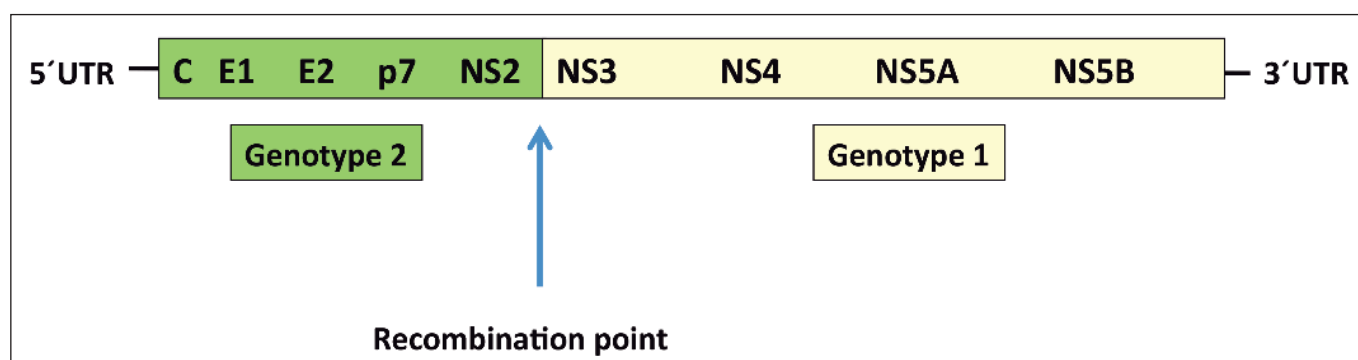 5´UTR C E1 E2 p7 NS2 NS3 NS4 NS5A NS5B 3´UTR
Genotype 2 Genotype 1
Recombination point